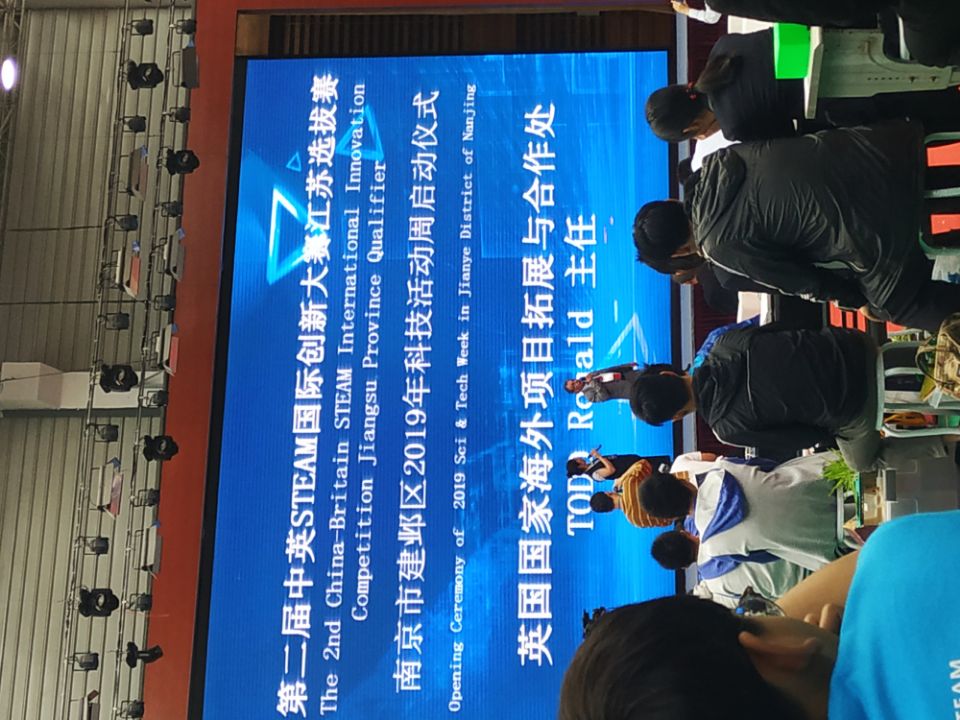 第二届中英STEAM国际创新大赛江苏选拔赛
The 2nd China-Britain STEAM International Innovation
Competition Jiangsu Province Qualifier
南京市建邺区2019年科技活动周启动仪式
Opening Ceremony of 2019 Sci & Tech Week in Jianye District of Nanjing
英国国家海外项目拓展与合作处
TODD Ronald 主任
STEAM